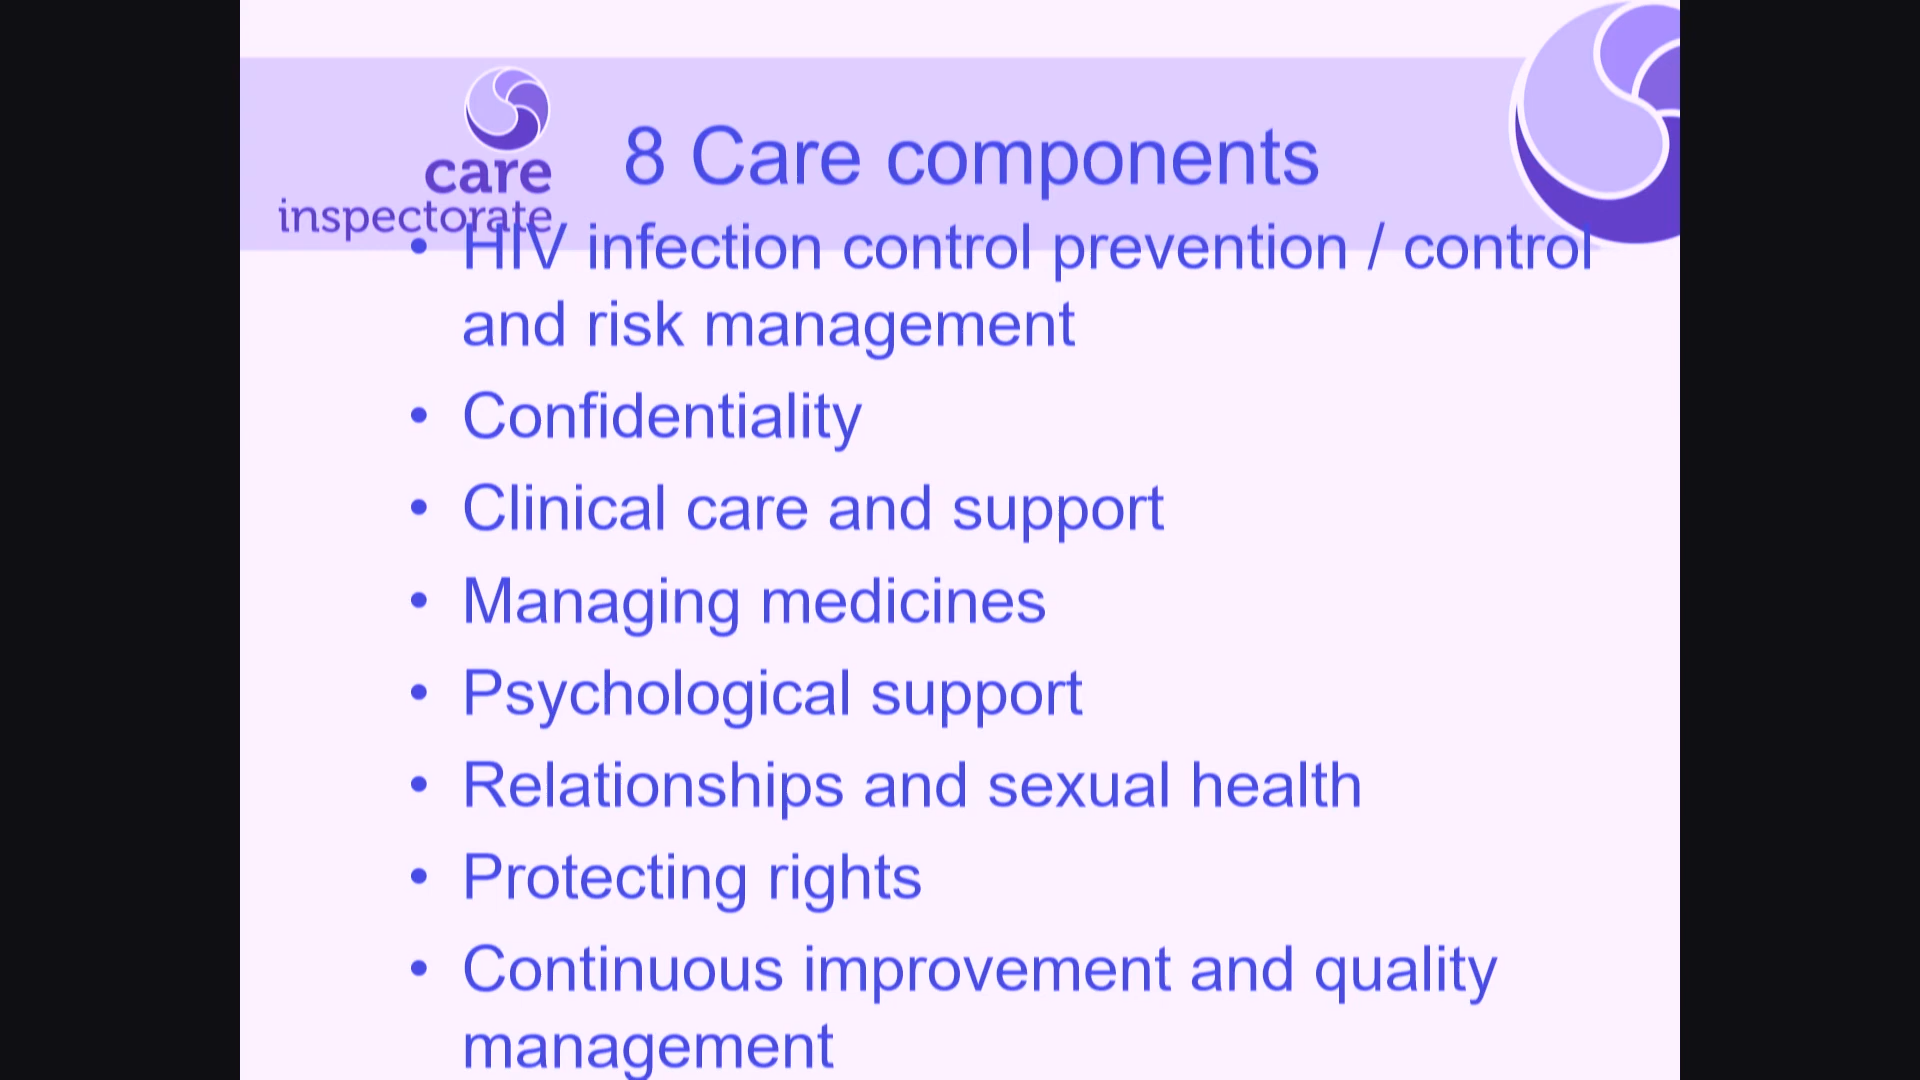 care
inspectorate
8 Care components
• HIV infection control prevention / control
and risk management
• Confidentiality
• Clinical care and support
• Managing medicines
• Psychological support
• Relationships and sexual health
• Protecting rights
• Continuous improvement and quality
management